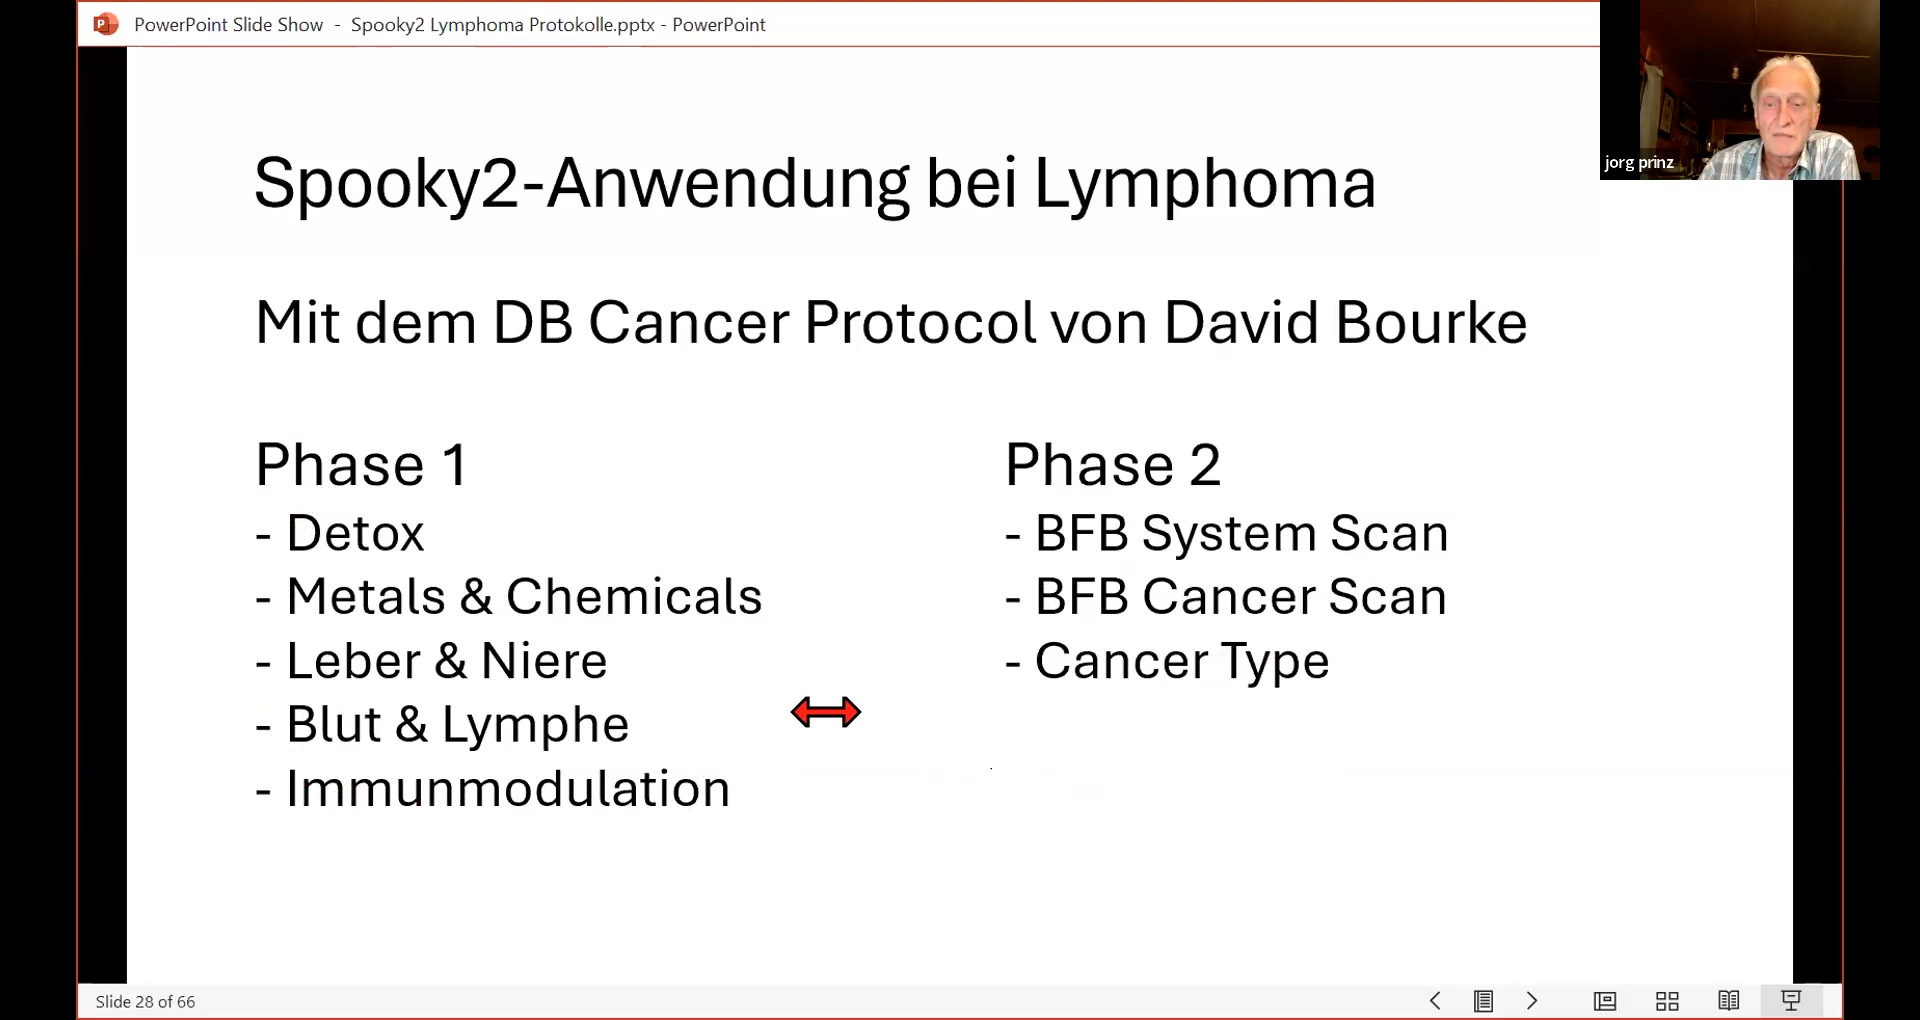 PowerPoint Slide Show - Spooky2 Lymphoma Protokolle.pptx - PowerPoint
jorg prinz
Spooky2-Anwendung bei Lymphoma
Mit dem DB Cancer Protocol von David Bourke
Phase 1
- Detox
- Metals & Chemicals
- Leber & Niere
- Blut & Lymphe
- Immunmodulation
Phase 2
- BFB System Scan
- BFB Cancer Scan
- Cancer Type
Slide 28 of 66